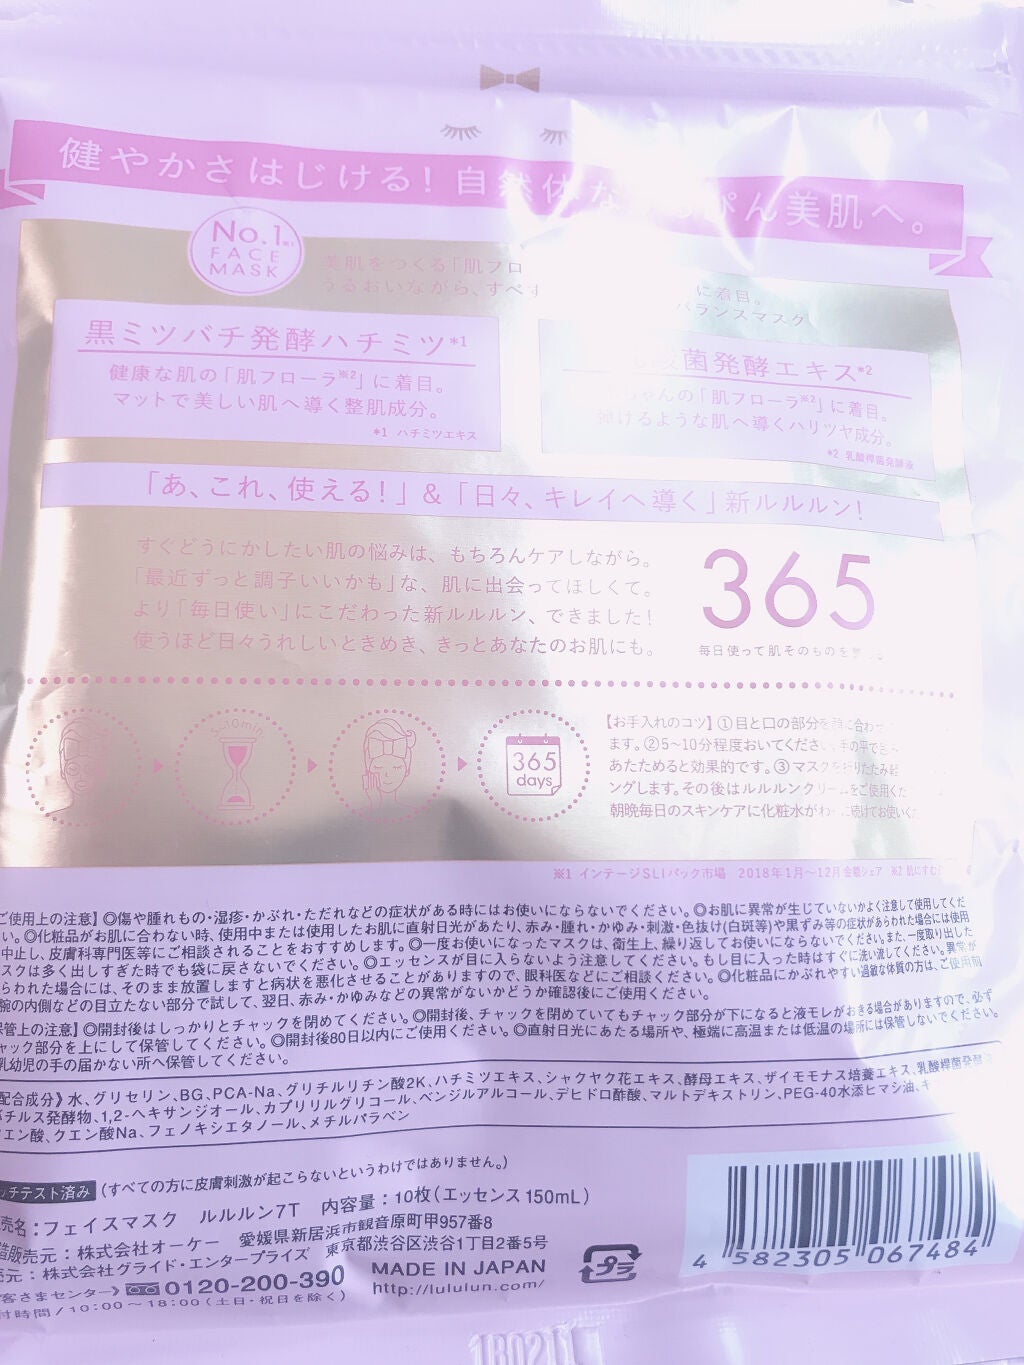 健やかさはじける！自然体な ぴん美肌へ。
No.1※1
FACE
MASK
美肌をつくる「肌フロ に着目。
うるおいながら、すべす バランスマスク
黒ミツバチ発酵ハチミツ*1
健康な肌の「肌フローラ※2」に着目。
マットで美しい肌へ導く整肌成分。
*1 ハチミツエキス
酸菌発酵エキス*2
ちゃんの「肌フローラ※2」に着目。
弾けるような肌へ導くハリツヤ成分。
*2 乳酸桿菌発酵液
「あ、これ、使える！」&「日々、キレイへ導く」新ルルルン！
すぐどうにかしたい肌の悩みは、もちろんケアしながら。
「最近ずっと調子いいかも」な、肌に出会ってほしくて。
より「毎日使い」にこだわった新ルルルン、できました！
使うほど日々うれしいときめき、きっとあなたのお肌にも。
365
毎日使って肌そのものを
5-10min
365
days
【お手入れのコツ】①目と口の部分を 合わ
ます。②5〜10分程度おいてください。手の平で
あたためると効果的です。③マスクを折りたたみ
ングします。その後はルルルンクリームをご使用くだ
朝晩毎日のスキンケアに化粧水が 続けてお使いく
※1 インテージSLIパック市場 2018年1月〜12月金額シェア ※2 肌にすむ
ご使用上の注意】◎傷や腫れもの・湿疹・かぶれ・ただれなどの症状がある時にはお使いにならないでください。◎お肌に異常が生じていないかよく注意して使用してくだ
い。◎化粧品がお肌に合わない時、使用中または使用したお肌に直射日光があたり、赤み・腫れ・かゆみ・刺激・色抜け(白斑等)や黒ずみ等の症状があらわれた場合には使用
中止し、皮膚科専門医等にご相談されることをおすすめします。◎一度お使いになったマスクは、衛生上、繰り返してお使いにならないでください。また、一度取り出した
スクは多く出しすぎた時でも袋に戻さないでください。◎エッセンスが目に入らないよう注意してください。もし目に入った時はすぐに洗い流してください。異常が
らわれた場合には、そのまま放置しますと病状を悪化させることがありますので、眼科医などにご相談ください。◎化粧品にかぶれやすい過敏な体質の方は、ご使用前
腕の内側などの目立たない部分で試して、翌日、赤み・かゆみなどの異常がないかどうか確認後にご使用ください。
管上の注意】◎開封後はしっかりとチャックを閉めてください。◎開封後、チャックを閉めていてもチャック部分が下になると液モレがおきる場合がありますので、必ず
ャック部分を上にして保管してください。◎開封後80日以内にご使用ください。◎直射日光にあたる場所や、極端に高温または低温の場所には保管しないでください。
乳幼児の手の届かない所へ保管してください。
配合成分》水、グリセリン、BG、PCA-Na、グリチルリチン酸2K、ハチミツエキス、シャクヤク花エキス、酵母エキス、ザイモモナス培養エキス、乳酸桿菌発酵
バチルス発酵物、1,2-ヘキサンジオール、カプリリルグリコール、ベンジルアルコール、デヒドロ酢酸、マルトデキストリン、PEG-40水添ヒマシ油、キ
エン酸、クエン酸Na、フェノキシエタノール、メチルパラベン
ッチテスト済み (すべての方に皮膚刺激が起こらないというわけではありません。)
売名：フェイスマスク ルルルン7T 内容量：10枚（エッセンス150mL）
造販売元：株式会社オーケー 愛媛県新居浜市観音原町甲957番8
売元：株式会社グライド・エンタープライズ 東京都渋谷区渋谷1丁目2番5号
客さまセンター》 0120-200-390
付時間／10:00〜18:00(土日・祝日を除く)
MADE IN JAPAN
http://lululun.com/
プラ
4 582305 067484